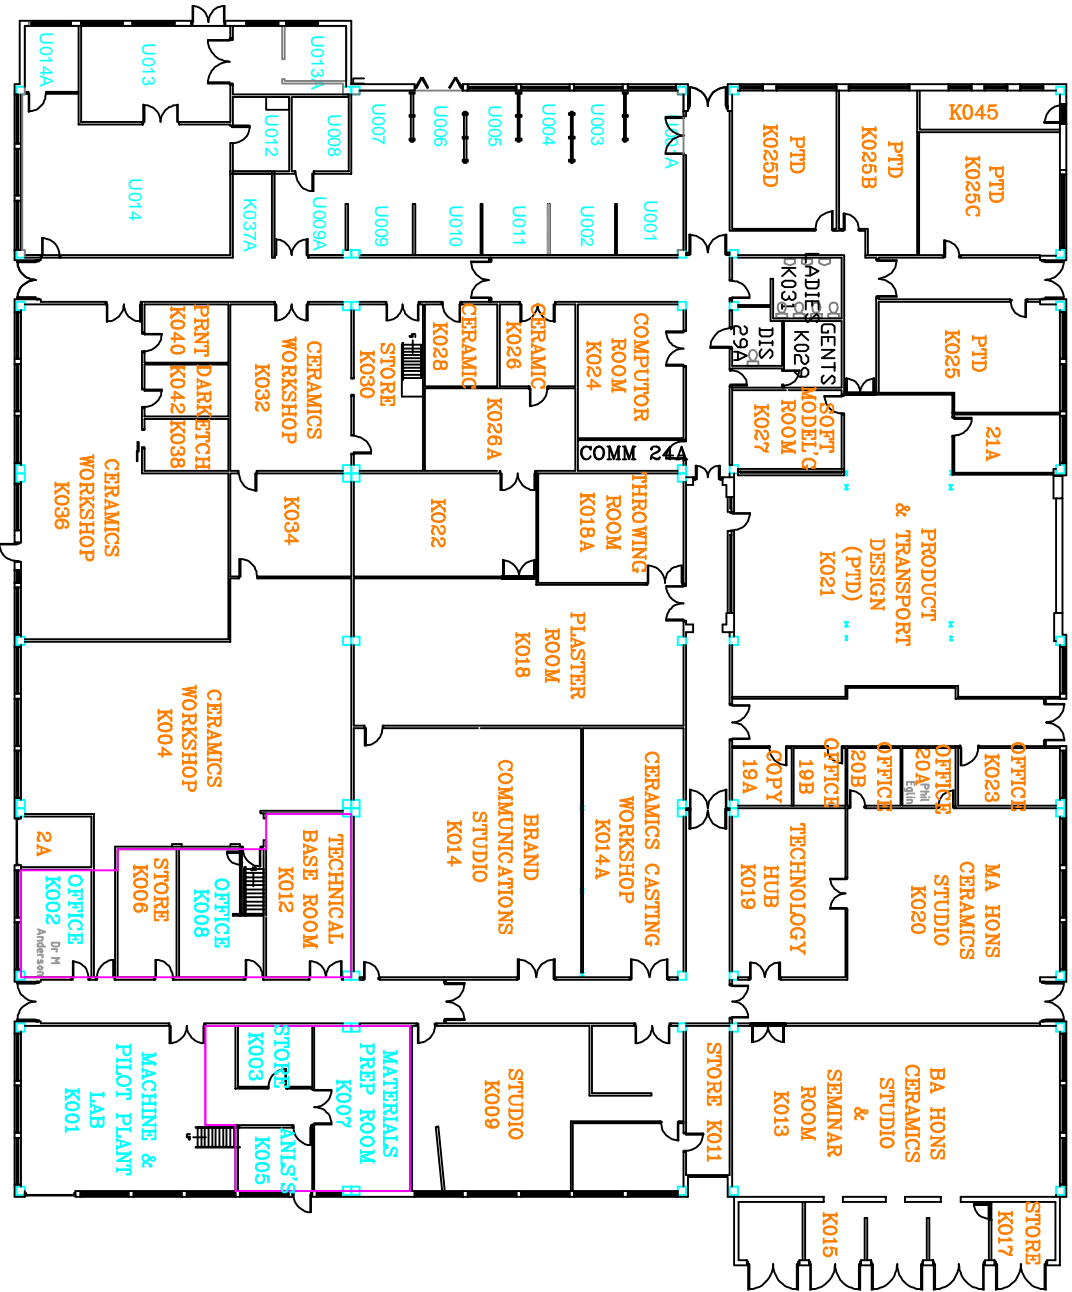 U014A
U013
U013A
U014
U012
U008
K037A
U009A
U007
U006
U005
U004
U003
U001A
U009
U010
U011
U002
U001
PTD
K025D
PTD
K025B
K045
PTD
K025C
LADIES
GENTS
K029
DIS
29A
PTD
K025
21A
SOFT
MODEL'G
ROOM
K027
PRNT
K040
DARK
K042
ETCH
K038
CERAMICS
WORKSHOP
K032
STORE
K030
CERAMIC
K028
CERAMIC
K026
K026A
COMPUTOR
ROOM
K024
COMM 24A
CERAMICS
WORKSHOP
K036
K034
K022
THROWING
ROOM
K018A
PRODUCT
& TRANSPORT
DESIGN
(PTD)
K021
PLASTER
ROOM
K018
CERAMICS
WORKSHOP
K004
BRAND
COMMUNICATIONS
STUDIO
K014
CERAMICS CASTING
WORKSHOP
K014A
COPY
19A
OFFICE
19B
OFFICE
20B
OFFICE
20A
Phil
Eglin
OFFICE
K023
TECHNOLOGY
HUB
K019
MA HONS
CERAMICS
STUDIO
K020
2A
OFFICE
K002
Dr M
Anderson
STORE
K006
OFFICE
K008
TECHNICAL
BASE ROOM
K012
MACHINE &
PILOT PLANT
LAB
K001
STORE
K003
ANLS'S
K005
MATERIALS
PREP ROOM
K007
STUDIO
K009
STORE K011
BA HONS
CERAMICS
STUDIO
&
SEMINAR
ROOM
K013
K015
STORE
K017